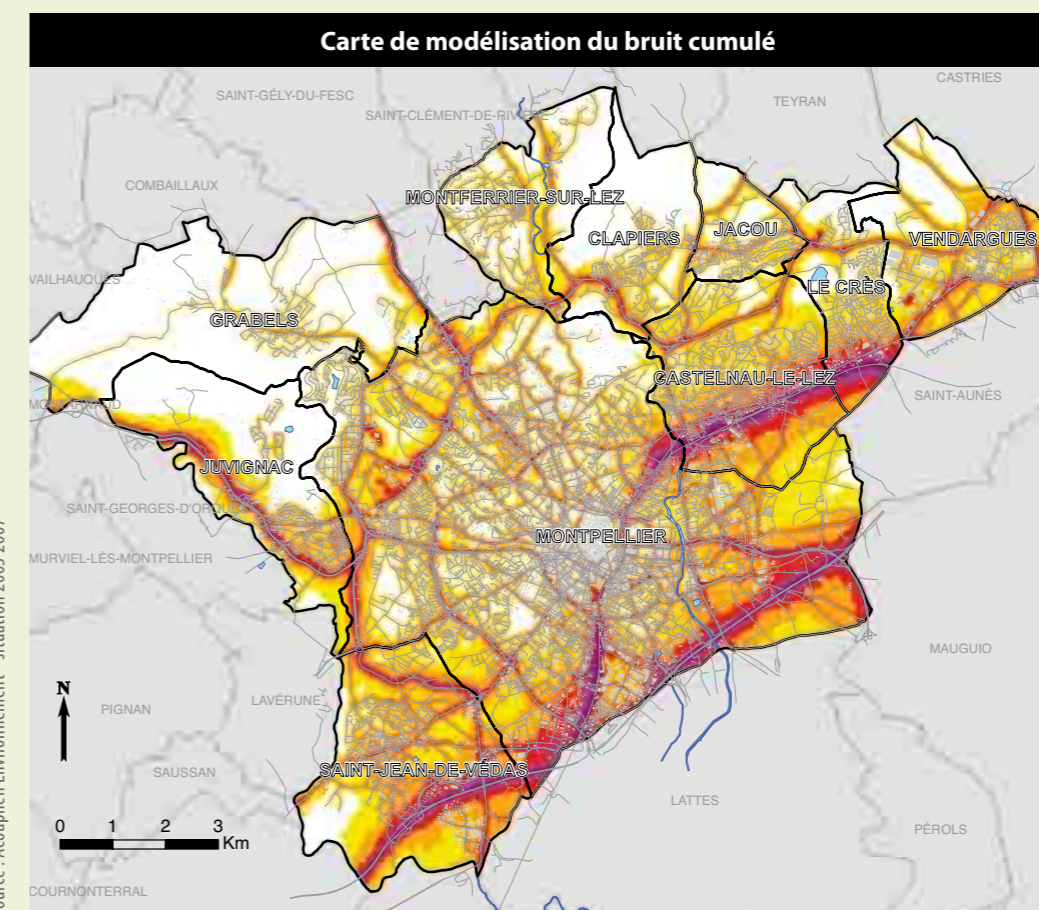 Carte de modélisation du bruit cumulé
CASTRIES
SAINT-GÉLY-DU-FESC
TEYRAN
SAINT-CLÉMENT-DE-RIVIÈRE
COMBAILLAUX
MONTFERRIER-SUR-LEZ
CLAPIERS
JACOU
VENDARGUES
VAILHAUQUÈS
LE CRÈS
GRABELS
CASTELNAU-LE-LEZ
SAINT-AUNÈS
MONTARNAUD
JUVIGNAC
SAINT-GEORGES-D'ORQUES
MONTPELLIER
MURVIEL-LÈS-MONTPELLIER
MAUGUIO
N
LAVÉRUNE
PIGNAN
SAUSSAN
SAINT-JEAN-DE-VÉDAS
LATTES
0 1 2 3
Km
PÉROLS
COURNONTERRAL